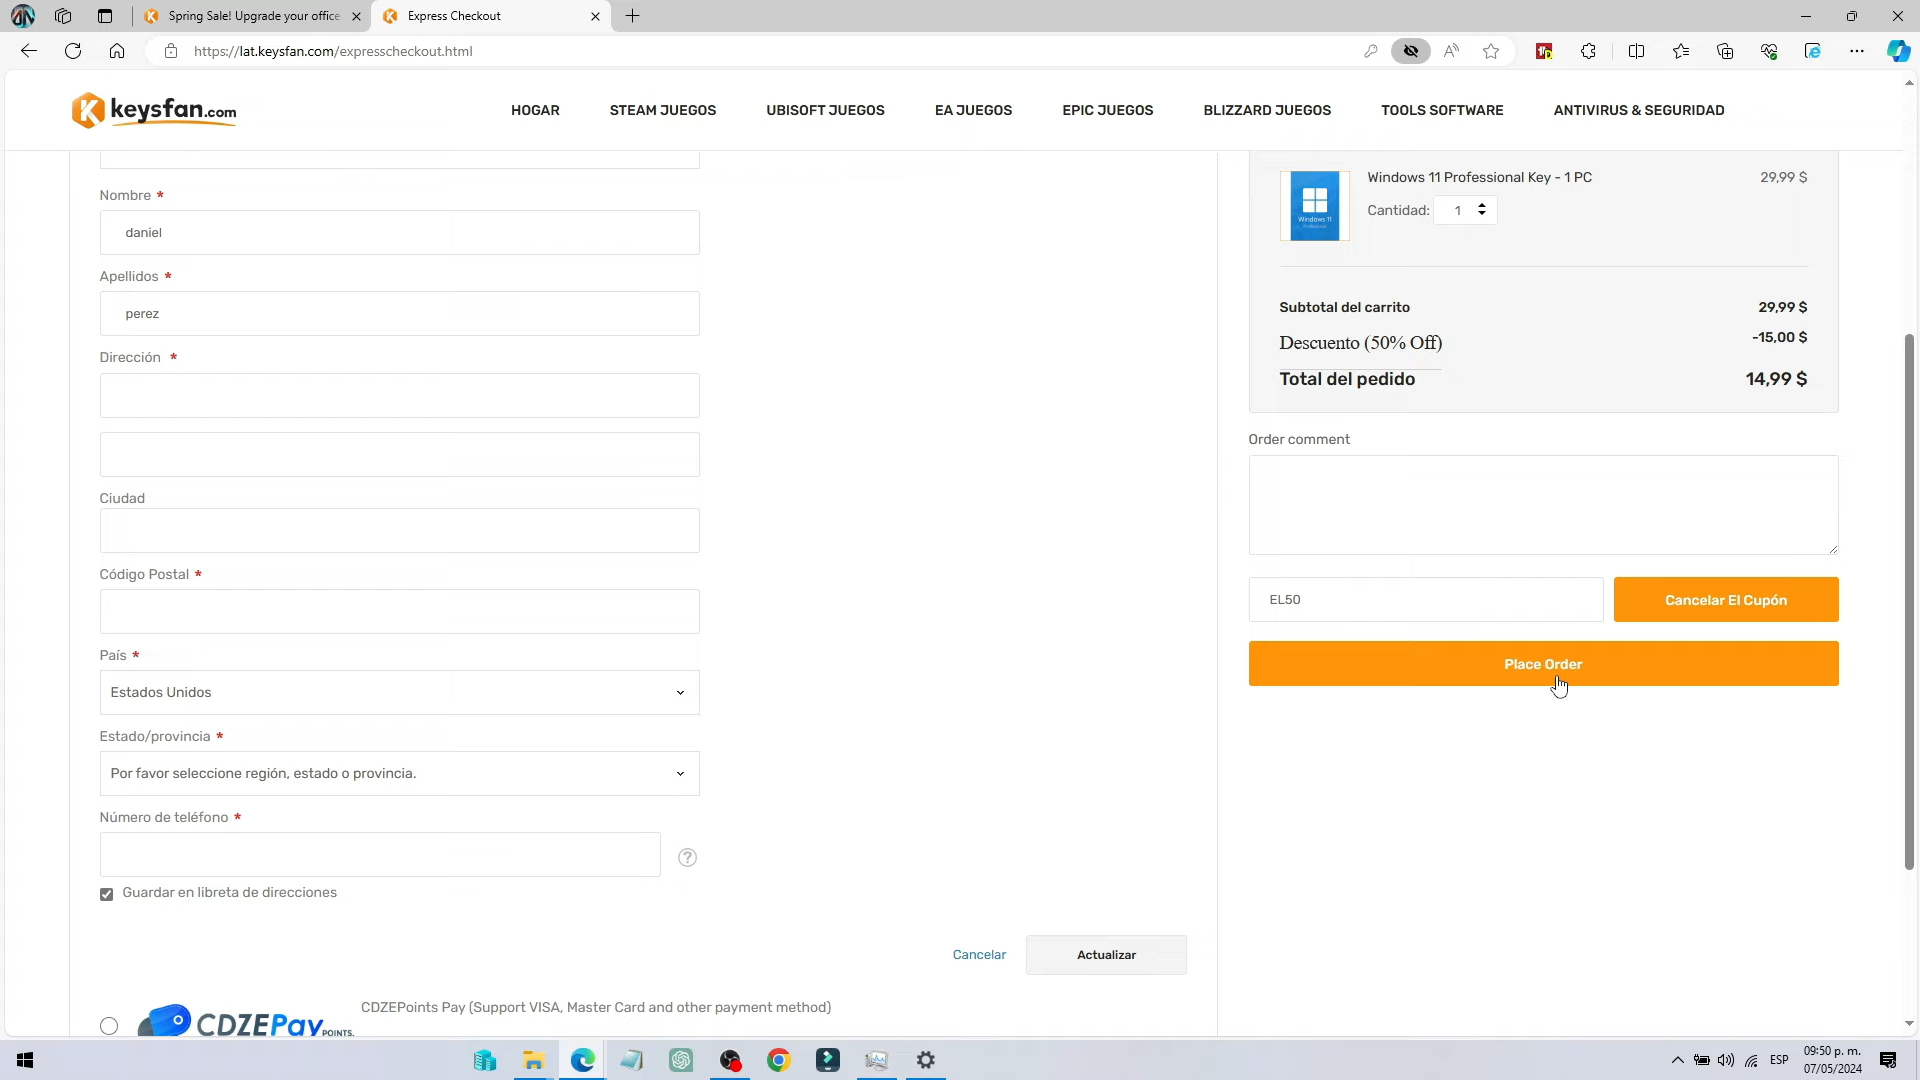 Spring Sale! Upgrade your office
Express Checkout
https://lat.keysfan.com/expresscheckout.html
keysfan.com
HOGAR
STEAM JUEGOS
UBISOFT JUEGOS
EA JUEGOS
EPIC JUEGOS
BLIZZARD JUEGOS
TOOLS SOFTWARE
ANTIVIRUS & SEGURIDAD
Nombre *
daniel
Apellidos *
perez
Dirección *
Ciudad
Código Postal *
País *
Estados Unidos
Estado/provincia *
Por favor seleccione región, estado o provincia.
Número de teléfono *
?
Guardar en libreta de direcciones
Cancelar
Actualizar
CDZEPay POINTS.
CDZEPoints Pay (Support VISA, Master Card and other payment method)
Windows 11
Windows 11 Professional Key - 1 PC
29,99 $
Cantidad: 1
Subtotal del carrito
29,99 $
Descuento (50% Off)
-15,00 $
Total del pedido
14,99 $
Order comment
EL50
Cancelar El Cupón
Place Order
ESP
09:50 p. m.
07/05/2024